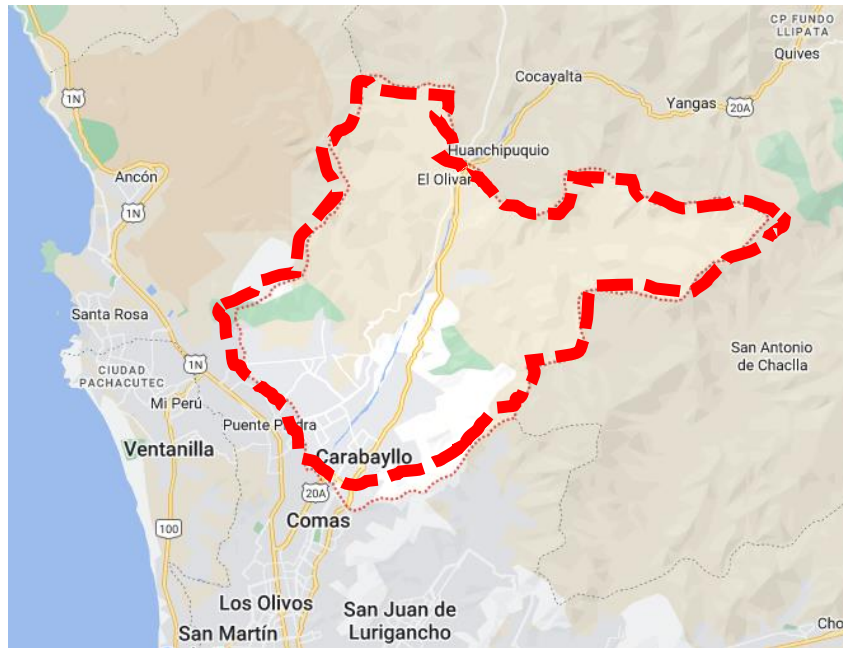 CP FUNDO
LLIPATA
Quives
Cocayalta
1N
Yangas
20A
Huanchipuquio
Ancón
El Olivar
1N
Santa Rosa
San Antonio
de Chaclla
1N
CIUDAD
PACHACUTEC
Mi Perú
Puente Piedra
Ventanilla
Carabayllo
20A
100
Comas
Los Olivos
San Juan de
Lurigancho
San Martín
Cho